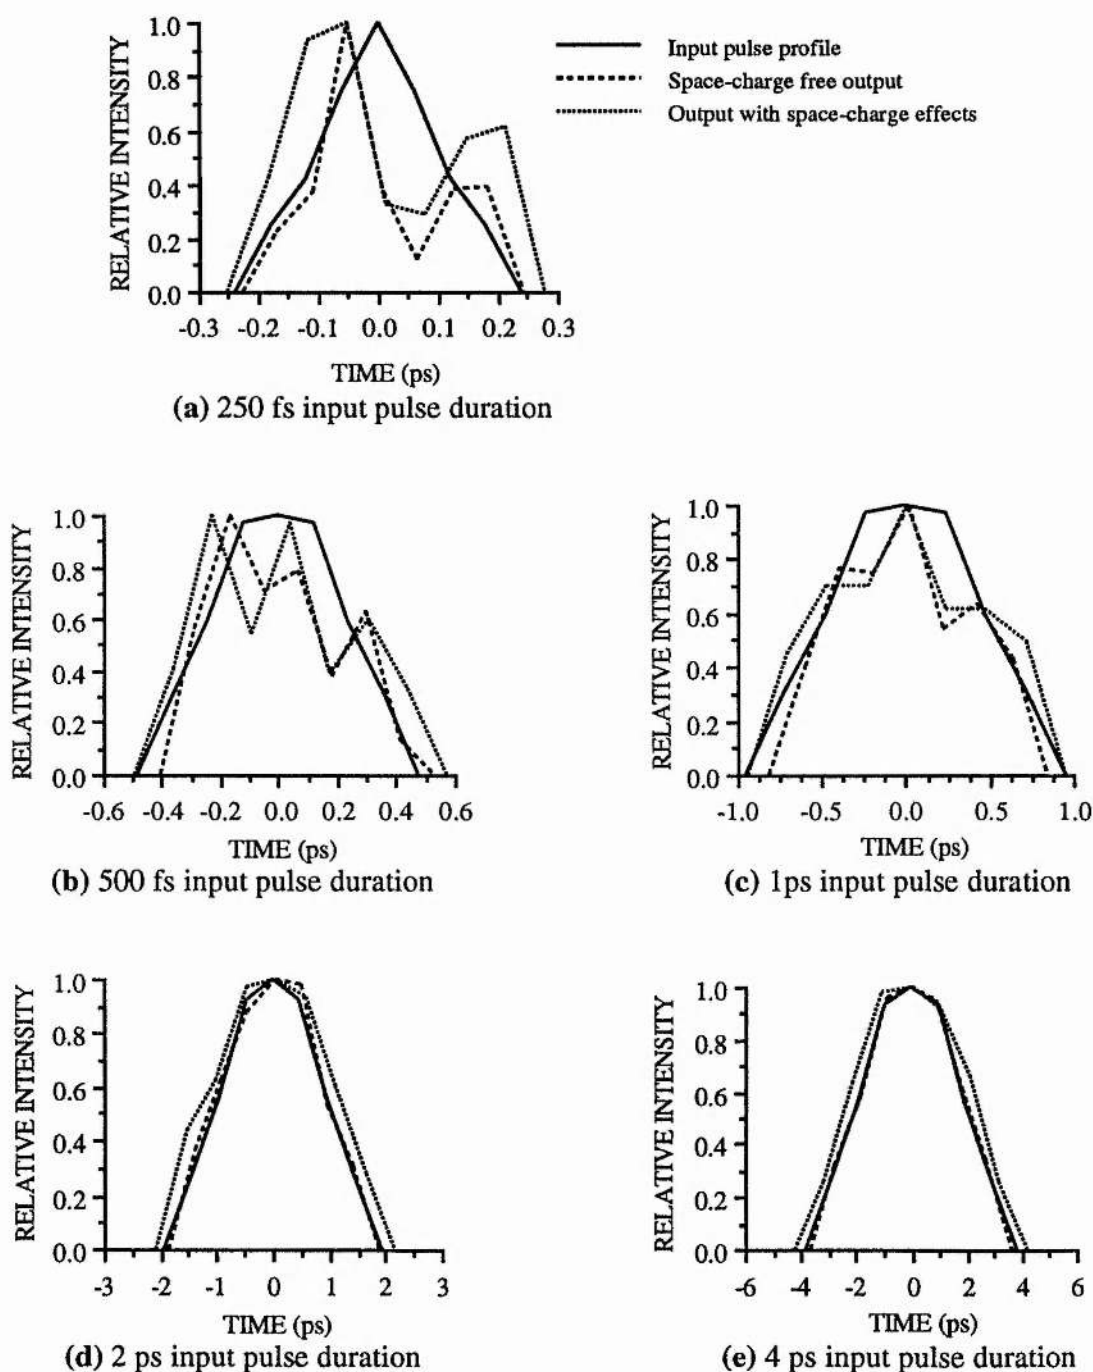 RELATIVE INTENSITY
1.0
0.8
0.6
0.4
0.2
0.0
-0.3 -0.2 -0.1 0.0 0.1 0.2 0.3
TIME (ps)
Input pulse profile
Space-charge free output
Output with space-charge effects
(a) 250 fs input pulse duration
RELATIVE INTENSITY
1.0
0.8
0.6
0.4
0.2
0.0
-0.6 -0.4 -0.2 0.0 0.2 0.4 0.6
TIME (ps)
(b) 500 fs input pulse duration
RELATIVE INTENSITY
1.0
0.8
0.6
0.4
0.2
0.0
-1.0 -0.5 0.0 0.5 1.0
TIME (ps)
(c) 1ps input pulse duration
RELATIVE INTENSITY
1.0
0.8
0.6
0.4
0.2
0.0
-3 -2 -1 0 1 2 3
TIME (ps)
(d) 2 ps input pulse duration
RELATIVE INTENSITY
1.0
0.8
0.6
0.4
0.2
0.0
-6 -4 -2 0 2 4 6
TIME (ps)
(e) 4 ps input pulse duration